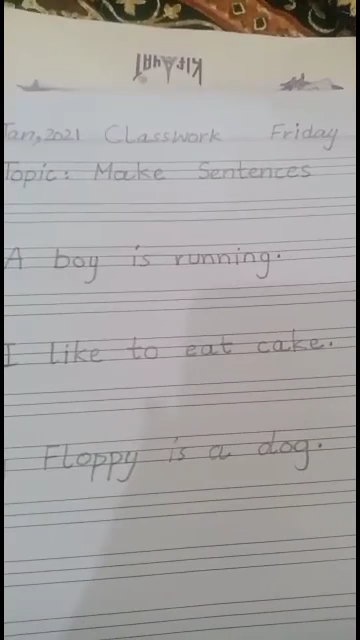 Jan, 2021 Classwork Friday
Topic: Make Sentences
A boy is running.
I like to eat cake.
Floppy is a dog.